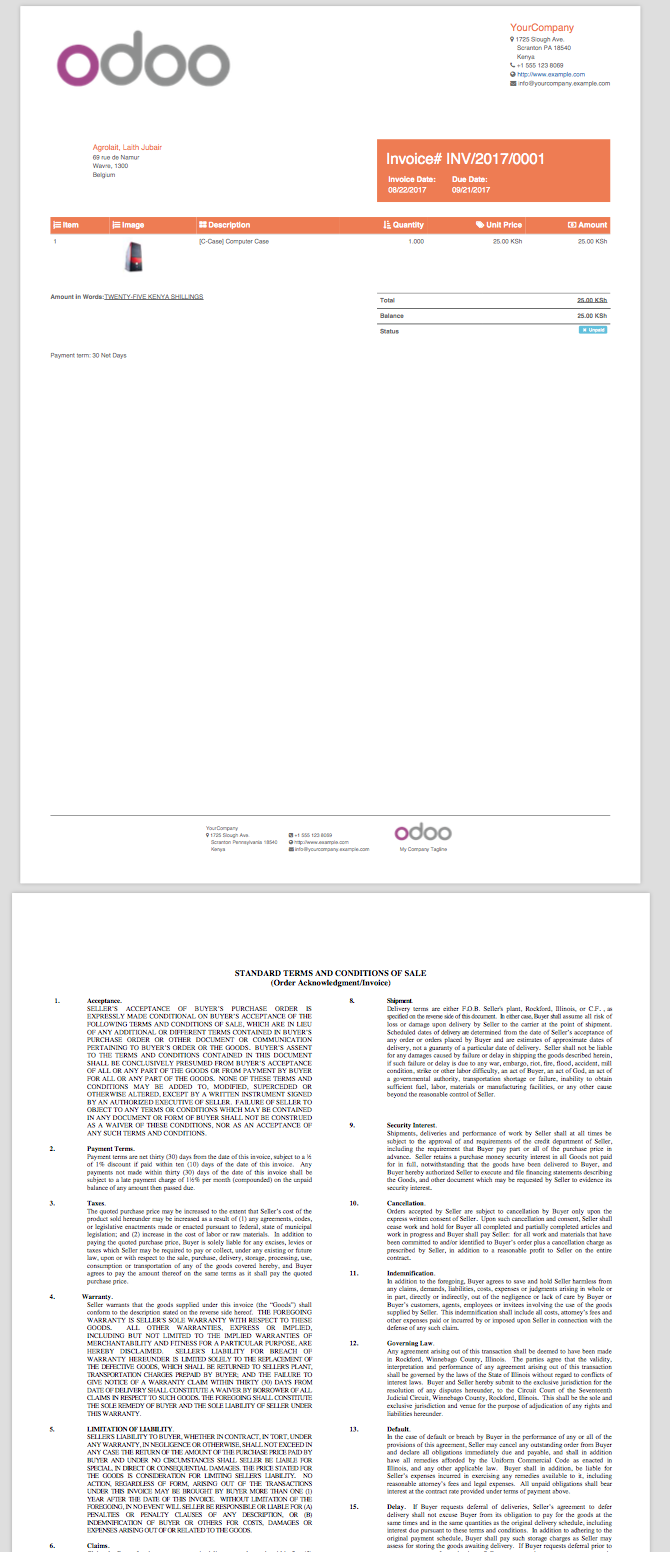 odoo
YourCompany
1725 Slough Ave.
Scranton PA 18540
Kenya
+1 555 123 8069
http://www.example.com
info@yourcompany.example.com
Agrolait, Laith Jubair
69 rue de Namur
Wavre, 1300
Belgium
Invoice# INV/2017/0001
Invoice Date: Due Date:
08/22/2017 09/21/2017
Item Image Description Quantity Unit Price Amount
1 [C-Case] Computer Case 1.000 25.00 KSh 25.00 KSh
Amount in Words:TWENTY-FIVE KENYA SHILLINGS
Total 25.00 KSh
Balance 25.00 KSh
Status Unpaid
Payment term: 30 Net Days
YourCompany
1725 Slough Ave.
Scranton Pennsylvania 18540
Kenya
+1 555 123 8069
http://www.example.com
info@yourcompany.example.com
odoo
My Company Tagline
STANDARD TERMS AND CONDITIONS OF SALE
(Order Acknowledgment/Invoice)
1. Acceptance.
SELLER'S ACCEPTANCE OF BUYER'S PURCHASE ORDER IS
EXPRESSLY MADE CONDITIONAL ON BUYER'S ACCEPTANCE OF THE
FOLLOWING TERMS AND CONDITIONS OF SALE, WHICH ARE IN LIEU
OF ANY ADDITIONAL OR DIFFERENT TERMS CONTAINED IN BUYER'S
PURCHASE ORDER OR OTHER DOCUMENT OR COMMUNICATION
PERTAINING TO BUYER'S ORDER OR THE GOODS. BUYER'S ASSENT
TO THE TERMS AND CONDITIONS CONTAINED IN THIS DOCUMENT
SHALL BE CONCLUSIVELY PRESUMED FROM BUYER'S ACCEPTANCE
OF ALL OR ANY PART OF THE GOODS OR FROM PAYMENT BY BUYER
FOR ALL OR ANY PART OF THE GOODS. NONE OF THESE TERMS AND
CONDITIONS MAY BE ADDED TO, MODIFIED, SUPERCEDED OR
OTHERWISE ALTERED, EXCEPT BY A WRITTEN INSTRUMENT SIGNED
BY AN AUTHORIZED EXECUTIVE OF SELLER. FAILURE OF SELLER TO
OBJECT TO ANY TERMS OR CONDITIONS WHICH MAY BE CONTAINED
IN ANY DOCUMENT OR FORM OF BUYER SHALL NOT BE CONSTRUED
AS A WAIVER OF THESE CONDITIONS, NOR AS AN ACCEPTANCE OF
ANY SUCH TERMS AND CONDITIONS.
2. Payment Terms.
Payment terms are net thirty (30) days from the date of this invoice, subject to a ½
of 1% discount if paid within ten (10) days of the date of this invoice. Any
payments not made within thirty (30) days of the date of this invoice shall be
subject to a late payment charge of 1½% per month (compounded) on the unpaid
balance of any amount then passed due.
3. Taxes.
The quoted purchase price may be increased to the extent that Seller's cost of the
product sold hereunder may be increased as a result of (1) any agreements, codes,
or legislative enactments made or enacted pursuant to federal, state of municipal
legislation; and (2) increase in the cost of labor or raw materials. In addition to
paying the quoted purchase price, Buyer is solely liable for any excises, levies or
taxes which Seller may be required to pay or collect, under any existing or future
law, upon or with respect to the sale, purchase, delivery, storage, processing, use,
consumption or transportation of any of the goods covered hereby, and Buyer
agrees to pay the amount thereof on the same terms as it shall pay the quoted
purchase price.
4. Warranty.
Seller warrants that the goods supplied under this invoice (the "Goods") shall
conform to the description stated on the reverse side hereof. THE FOREGOING
WARRANTY IS SELLER'S SOLE WARRANTY WITH RESPECT TO THESE
GOODS. ALL OTHER WARRANTIES, EXPRESS OR IMPLIED,
INCLUDING BUT NOT LIMITED TO THE IMPLIED WARRANTIES OF
MERCHANTABILITY AND FITNESS FOR A PARTICULAR PURPOSE, ARE
HEREBY DISCLAIMED. SELLER'S LIABILITY FOR BREACH OF
WARRANTY HEREUNDER IS LIMITED SOLELY TO THE REPLACEMENT OF
THE DEFECTIVE GOODS, WHICH SHALL BE RETURNED TO SELLER'S PLANT,
TRANSPORTATION CHARGES PREPAID BY BUYER; AND THE FAILURE TO
GIVE NOTICE OF A WARRANTY CLAIM WITHIN THIRTY (30) DAYS FROM
DATE OF DELIVERY SHALL CONSTITUTE A WAIVER BY BORROWER OF ALL
CLAIMS IN RESPECT TO SUCH GOODS. THE FOREGOING SHALL CONSTITUTE
THE SOLE REMEDY OF BUYER AND THE SOLE LIABILITY OF SELLER UNDER
THIS WARRANTY.
5. LIMITATION OF LIABILITY.
SELLER'S LIABILITY TO BUYER, WHETHER IN CONTRACT, IN TORT, UNDER
ANY WARRANTY, IN NEGLIGENCE OR OTHERWISE, SHALL NOT EXCEED IN
ANY CASE THE RETURN OF THE AMOUNT OF THE PURCHASE PRICE PAID BY
BUYER AND UNDER NO CIRCUMSTANCES SHALL SELLER BE LIABLE FOR
SPECIAL, IN DIRECT OR CONSEQUENTIAL DAMAGES. THE PRICE STATED FOR
THE GOODS IS CONSIDERATION FOR LIMITING SELLER'S LIABILITY. NO
ACTION, REGARDLESS OF FORM, ARISING OUT OF THE TRANSACTIONS
UNDER THIS INVOICE MAY BE BROUGHT BY BUYER MORE THAN ONE (1)
YEAR AFTER THE DATE OF THIS INVOICE. WITHOUT LIMITATION OF THE
FOREGOING, IN NO EVENT WILL SELLER BE RESPONSIBLE OR LIABLE FOR (A)
PENALTIES OR PENALTY CLAUSES OF ANY DESCRIPTION, OR (B)
INDEMNIFICATION OF BUYER OR OTHERS FOR COSTS, DAMAGES OR
EXPENSES ARISING OUT OF OR RELATED TO THE GOODS.
6. Claims.
8. Shipment
Delivery terms are either F.O.B. Seller's plant, Rockford, Illinois, or C.F. , as
specified on the reverse side of this document. In either case, Buyer shall assume all risk of
loss or damage upon delivery by Seller to the carrier at the point of shipment.
Scheduled dates of delivery are determined from the date of Seller's acceptance of
any order or orders placed by Buyer and are estimates of approximate dates of
delivery, not a guaranty of a particular date of delivery. Seller shall not be liable
for any damages caused by failure or delay in shipping the goods described herein,
if such failure or delay is due to any war, embargo, riot, fire, flood, accident, mill
condition, strike or other labor difficulty, an act of Buyer, an act of God, an act of
a governmental authority, transportation shortage or failure, inability to obtain
sufficient fuel, labor, materials or manufacturing facilities, or any other cause
beyond the reasonable control of Seller.
9. Security Interest.
Shipments, deliveries and performance of work by Seller shall at all times be
subject to the approval of and requirements of the credit department of Seller,
including the requirement that Buyer pay part or all of the purchase price in
advance. Seller retains a purchase money security interest in all Goods not paid
for in full, notwithstanding that the goods have been delivered to Buyer, and
Buyer hereby authorized Seller to execute and file financing statements describing
the Goods, and other document which may be requested by Seller to evidence its
security interest.
10. Cancellation.
Orders accepted by Seller are subject to cancellation by Buyer only upon the
express written consent of Seller. Upon such cancellation and consent, Seller shall
cease work and hold for Buyer all completed and partially completed articles and
work in progress and Buyer shall pay Seller: for all work and materials that have
been committed to and/or identified to Buyer's order plus a cancellation charge as
prescribed by Seller, in addition to a reasonable profit to Seller on the entire
contract.
11. Indemnification.
In addition to the foregoing, Buyer agrees to save and hold Seller harmless from
any claims, demands, liabilities, costs, expenses or judgments arising in whole or
in part, directly or indirectly, out of the negligence or lack of care by Buyer or
Buyer's customers, agents, employees or invitees involving the use of the goods
supplied by Seller. This indemnification shall include all costs, attorney's fees and
other expenses paid or incurred by or imposed upon Seller in connection with the
defense of any such claim.
12. Governing Law.
Any agreement arising out of this transaction shall be deemed to have been made
in Rockford, Winnebago County, Illinois. The parties agree that the validity,
interpretation and performance of any agreement arising out of this transaction
shall be governed by the laws of the State of Illinois without regard to conflicts of
interest laws. Buyer and Seller hereby submit to the exclusive jurisdiction for the
resolution of any disputes hereunder, to the Circuit Court of the Seventeenth
Judicial Circuit, Winnebago County, Rockford, Illinois. This shall be the sole and
exclusive jurisdiction and venue for the purpose of adjudication of any rights and
liabilities hereunder.
13. Default.
In the case of default or breach by Buyer in the performance of any or all of the
provisions of this agreement, Seller may cancel any outstanding order from Buyer
and declare all obligations immediately due and payable, and shall in addition
have all remedies afforded by the Uniform Commercial Code as enacted in
Illinois, and any other applicable law. Buyer shall in addition, be liable for
Seller's expenses incurred in exercising any remedies available to it, including
reasonable attorney's fees and legal expenses. All unpaid obligations shall bear
interest at the contract rate provided under terms of payment above.
15. Delay. If Buyer requests deferral of deliveries, Seller's agreement to defer
delivery shall not excuse Buyer from its obligation to pay for the goods at the
same times and in the same quantities as the original delivery schedule, including
interest due pursuant to these terms and conditions. In addition to adhering to the
original payment schedule, Buyer shall pay such storage charges as Seller may
assess for storing the goods awaiting delivery. If Buyer requests deferral prior to